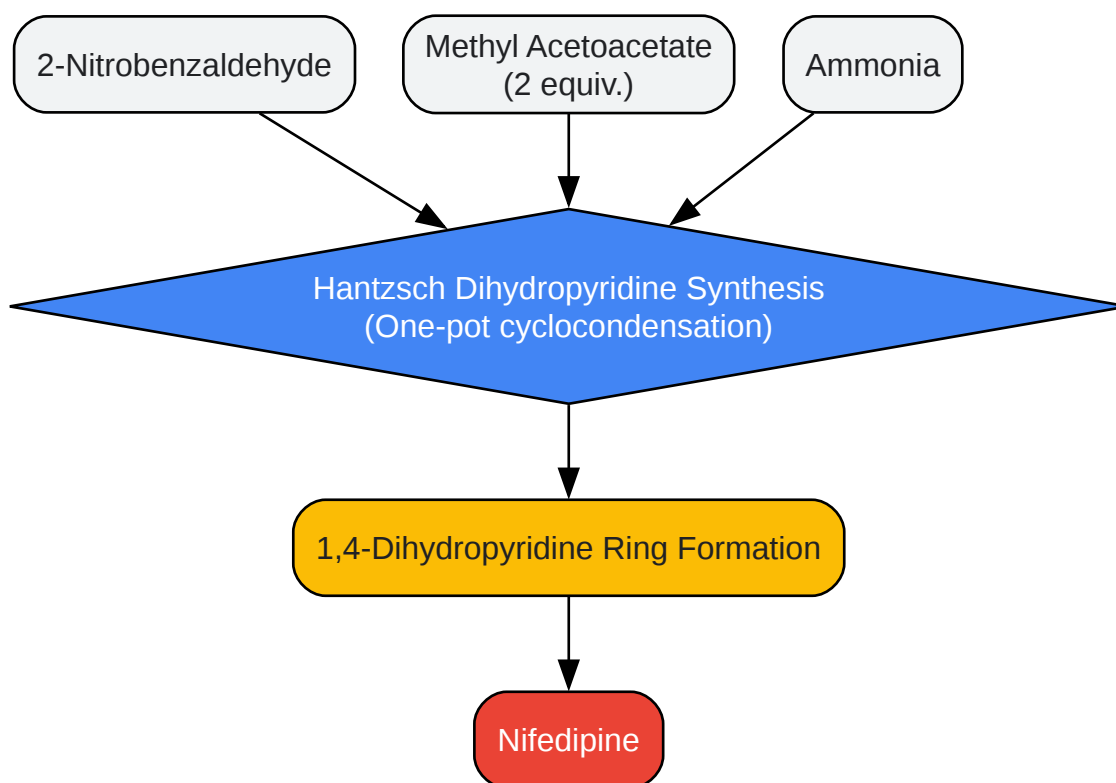 2-Nitrobenzaldehyde
Methyl Acetoacetate
(2 equiv.)
Ammonia
Hantzsch Dihydropyridine Synthesis
(One-pot cyclocondensation)
1,4-Dihydropyridine Ring Formation
Nifedipine